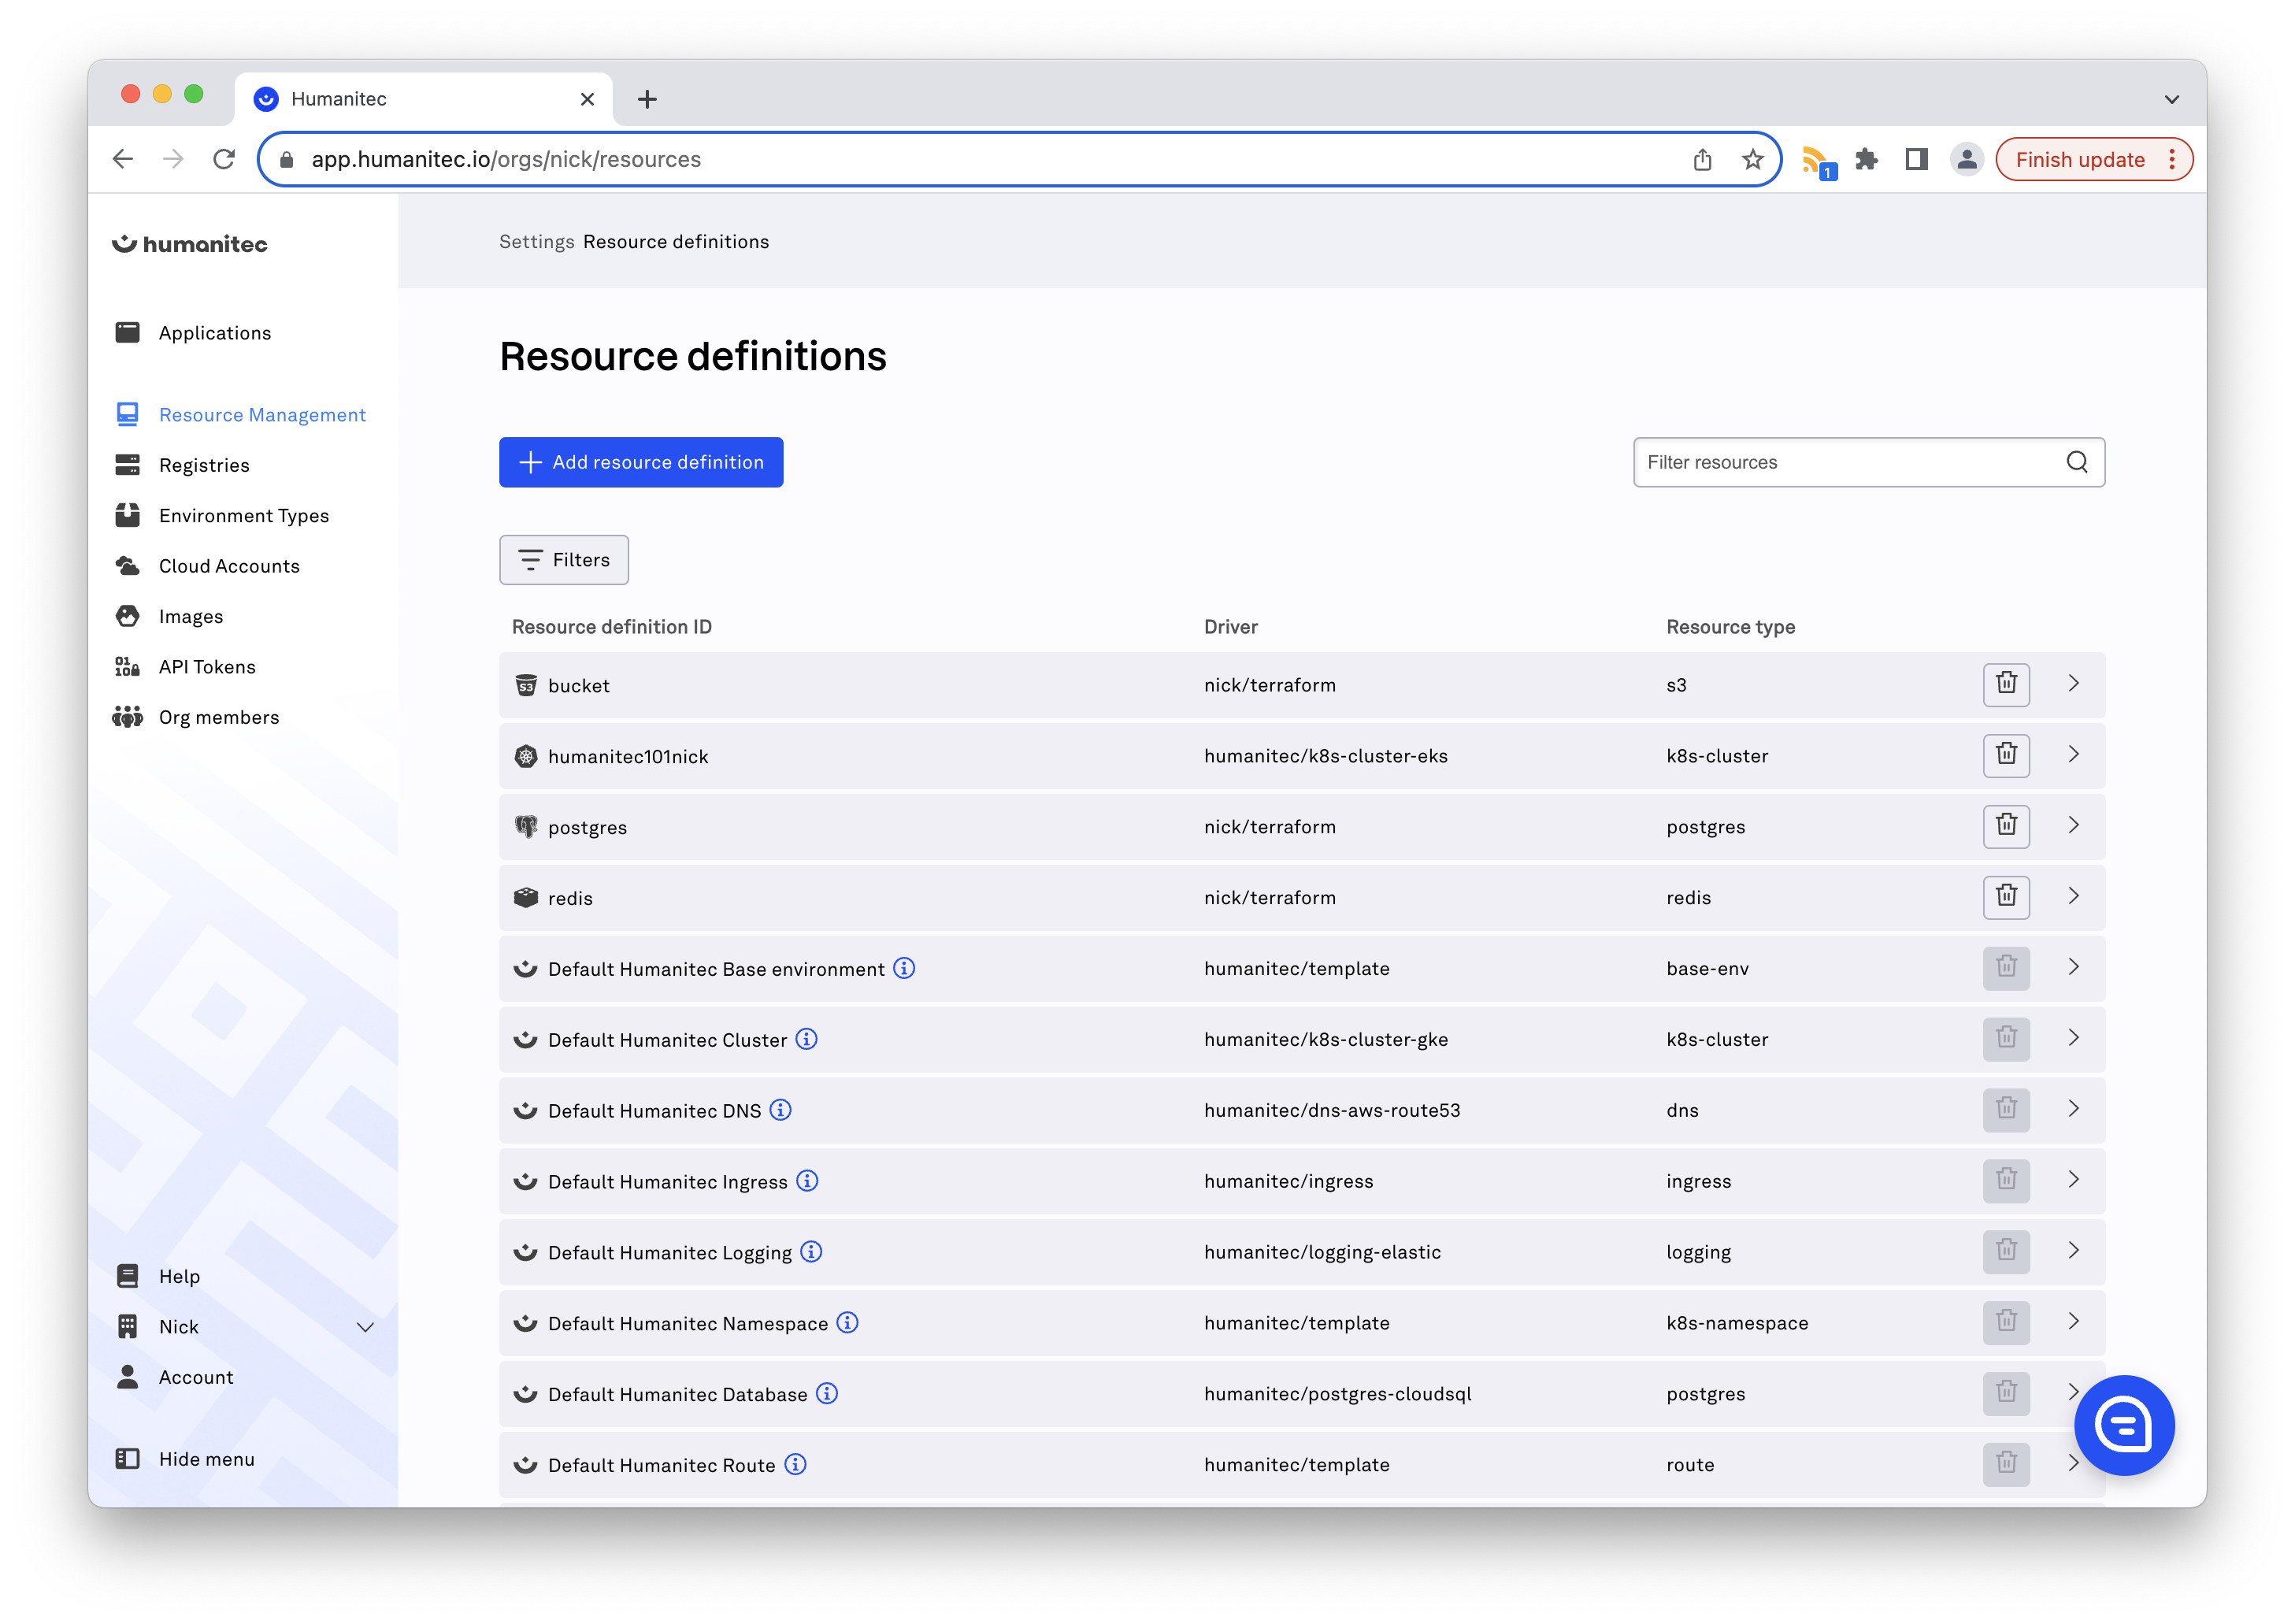 Humanitec
app.humanitec.io/orgs/nick/resources
1
Finish update
humanitec
Settings Resource definitions
Applications
Resource definitions
Resource Management
Add resource definition
Filter resources
Registries
Environment Types
Filters
Cloud Accounts
Images
API Tokens
Org members
Resource definition ID Driver Resource type
S3 bucket nick/terraform s3
humanitec101nick humanitec/k8s-cluster-eks k8s-cluster
postgres nick/terraform postgres
redis nick/terraform redis
Default Humanitec Base environment humanitec/template base-env
Default Humanitec Cluster humanitec/k8s-cluster-gke k8s-cluster
Default Humanitec DNS humanitec/dns-aws-route53 dns
Default Humanitec Ingress humanitec/ingress ingress
Default Humanitec Logging humanitec/logging-elastic logging
Default Humanitec Namespace humanitec/template k8s-namespace
Default Humanitec Database humanitec/postgres-cloudsql postgres
Default Humanitec Route humanitec/template route
Help
Nick
Account
Hide menu